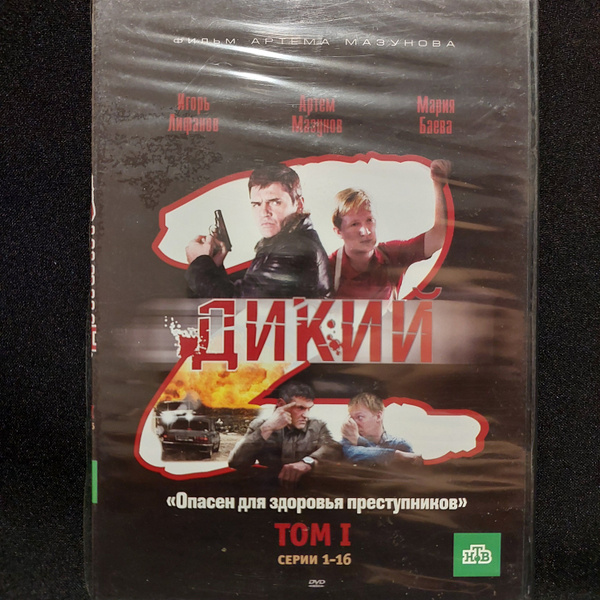 ФИЛЬМ АРТЕМА МАЗУНОВА
Игорь Лифанов
Артем Мазунов
Мария Баева
2
ДИКИЙ
«Опасен для здоровья преступников»
ТОМ I
СЕРИИ 1-16
НТВ
DVD